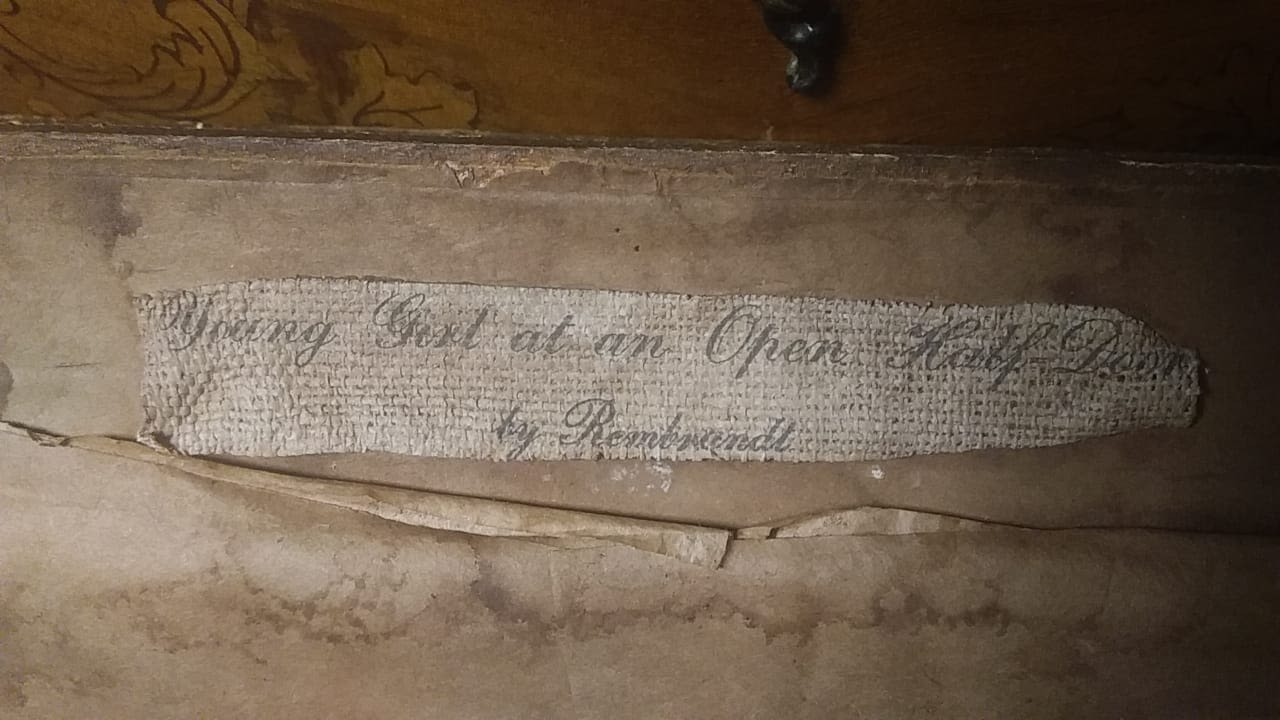 Young Girl at an Open Half-Door
by Rembrandt